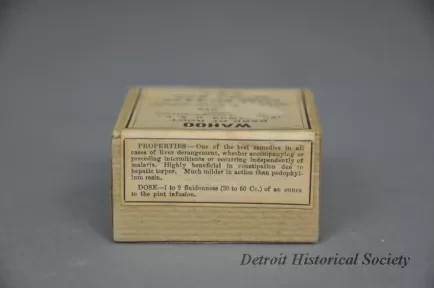 WAHOO
BARK OF ROOT
PROPERTIES—One of the best remedies in all
cases of liver derangement, whether accompanying or
preceding intermittents or occurring independently of
malaria. Highly beneficial in constipation due to
hepatic torpor. Much milder in action than podophyl-
lum resin.
DOSE—1 to 2 fluidounces (30 to 60 Cc.) of an ounce
to the pint infusion.
Detroit Historical Society